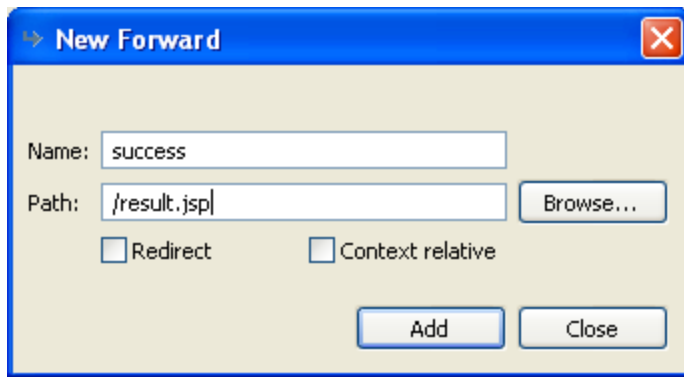 New Forward
Name: success
Path: /result.jsp Browse...
Redirect Context relative
Add Close